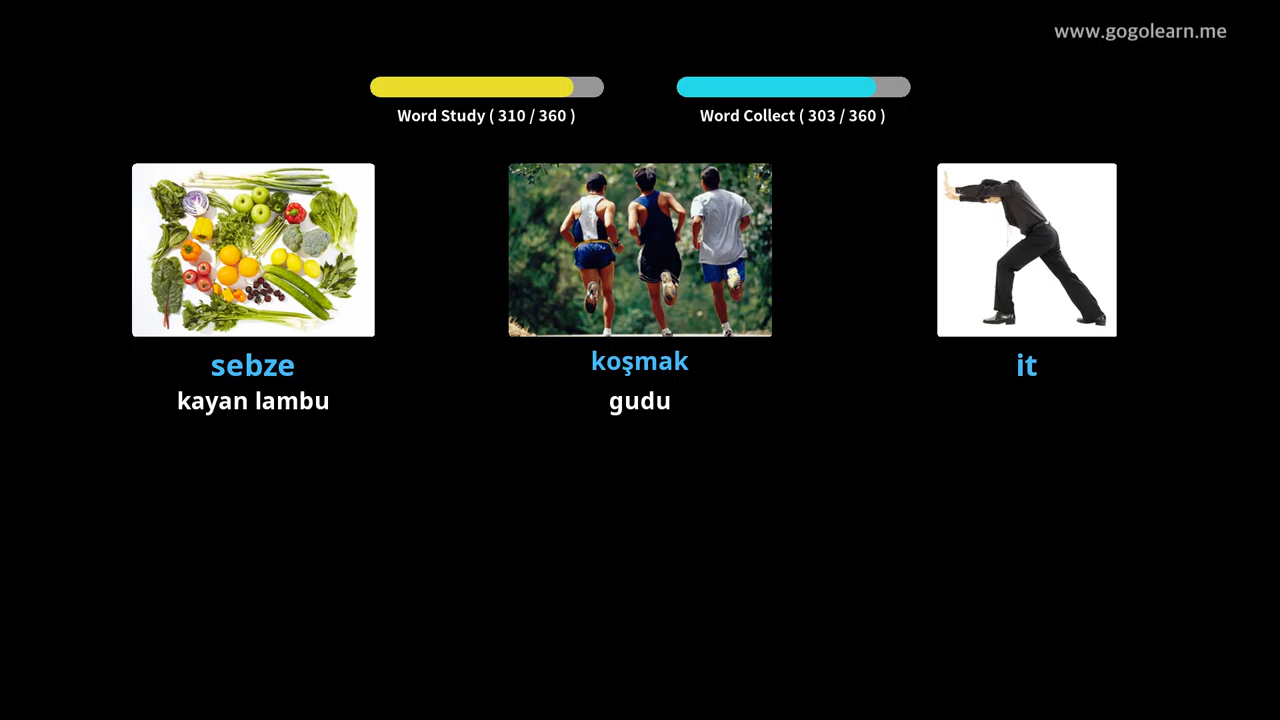 www.gogolearn.me
Word Study ( 310 / 360 )
Word Collect ( 303 / 360 )
sebze
kayan lambu
koşmak
gudu
it